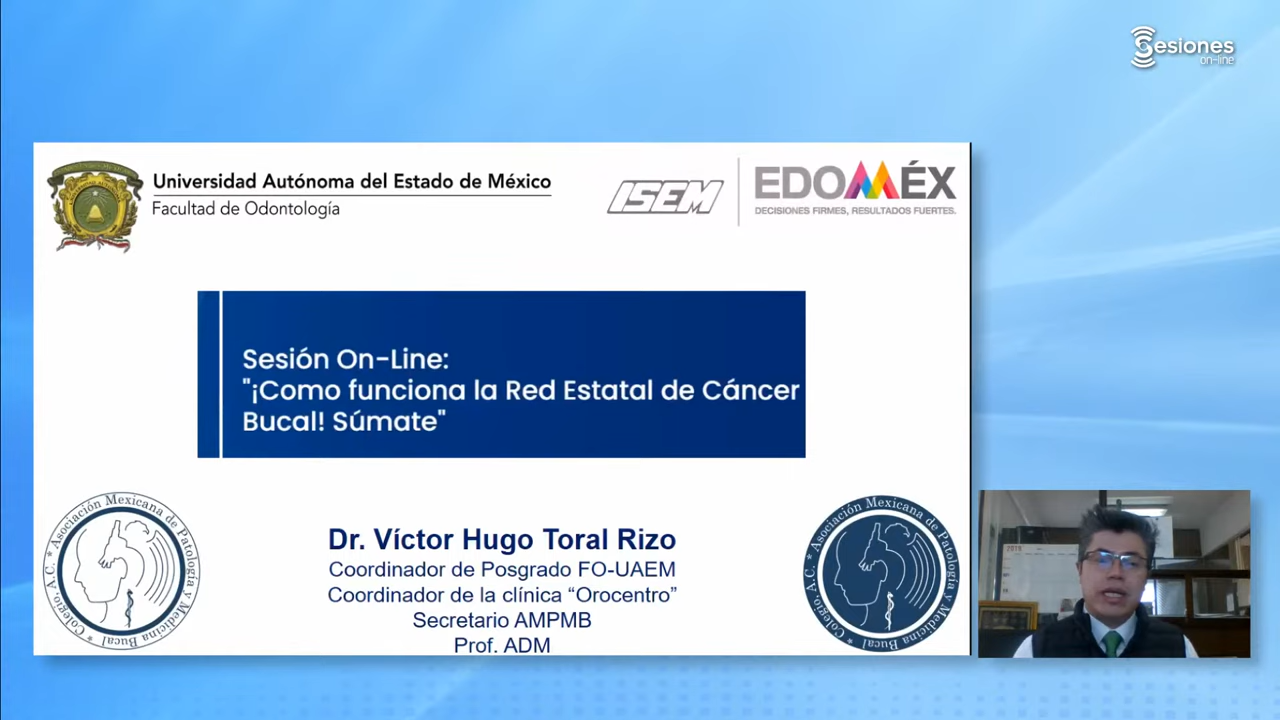 Sesiones
on-line
Universidad Autónoma del Estado de México
Facultad de Odontología
ISEM
EDOMÉX
DECISIONES FIRMES, RESULTADOS FUERTES.
Sesión On-Line:
"¡Como funciona la Red Estatal de Cáncer
Bucal! Súmate"
Dr. Víctor Hugo Toral Rizo
Coordinador de Posgrado FO-UAEM
Coordinador de la clínica “Orocentro”
Secretario AMPMB
Prof. ADM
Asociación Mexicana de Patología y Medicina Bucal * Colegio, A.C. *
Asociación Mexicana de Patología y Medicina Bucal * Colegio, A.C. *
2019